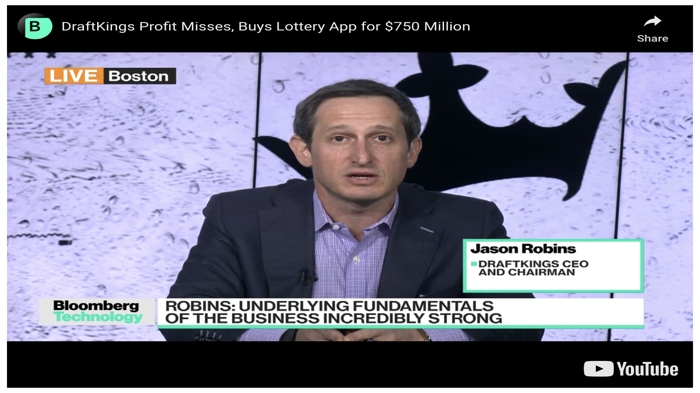 B
DraftKings Profit Misses, Buys Lottery App for $750 Million
Share
LIVE Boston
Jason Robins
DRAFTKINGS CEO
AND CHAIRMAN
Bloomberg
Technology
ROBINS: UNDERLYING FUNDAMENTALS
OF THE BUSINESS INCREDIBLY STRONG
YouTube